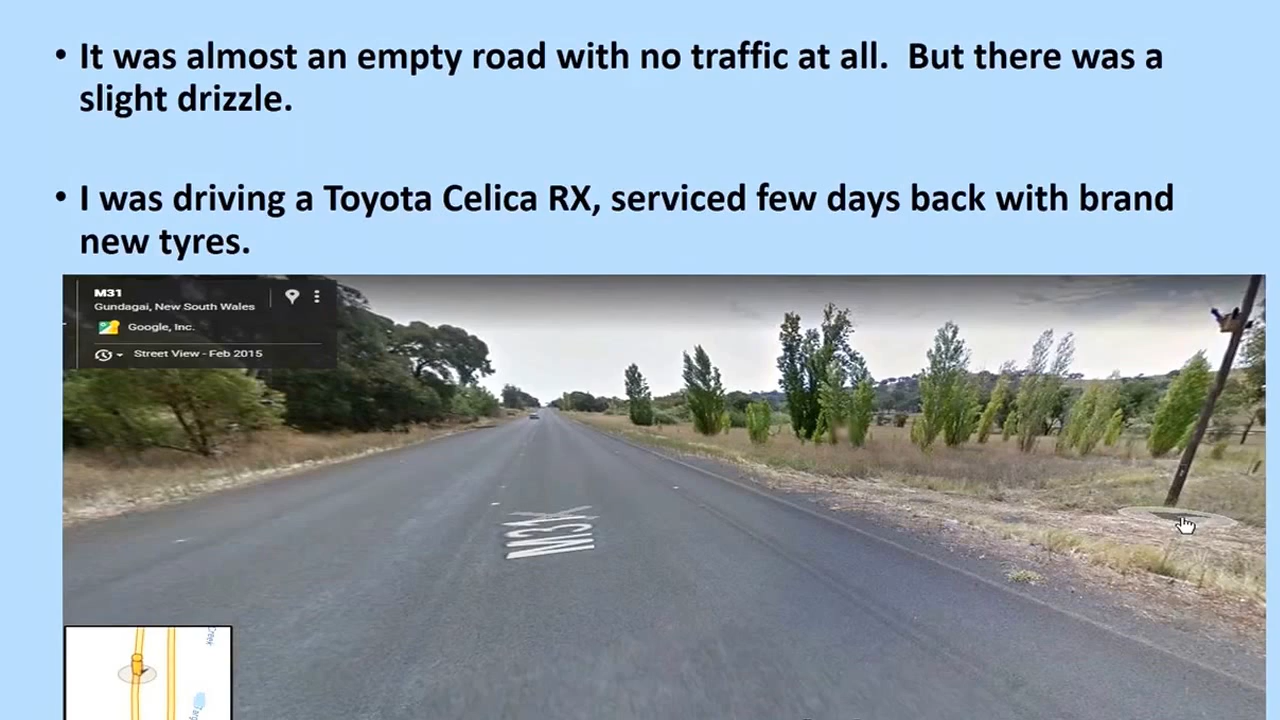 • It was almost an empty road with no traffic at all. But there was a
slight drizzle.
• I was driving a Toyota Celica RX, serviced few days back with brand
new tyres.
M31
Gundagai, New South Wales
Google, Inc.
Street View - Feb 2015
M31
Creek